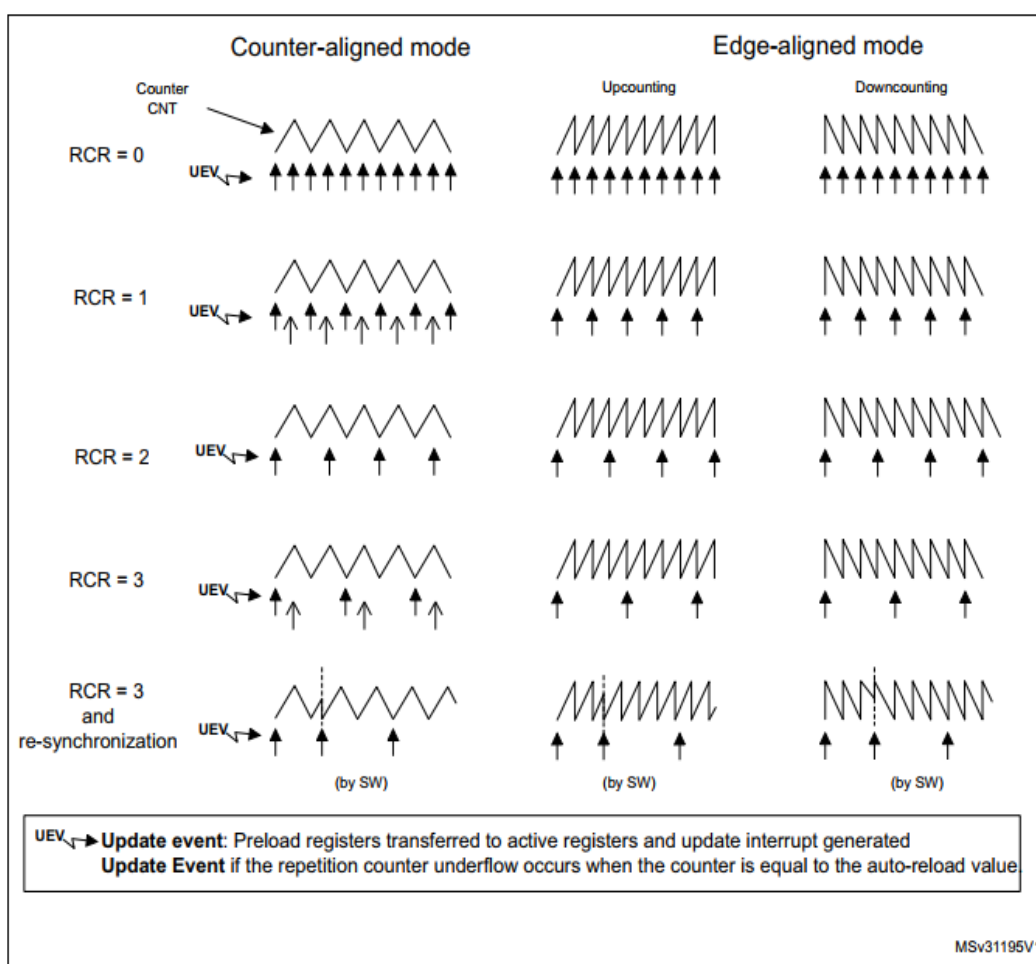 Counter-aligned mode
Edge-aligned mode
Upcounting
Downcounting
Counter
CNT
RCR = 0
UEV
RCR = 1
UEV
RCR = 2
UEV
RCR = 3
UEV
RCR = 3
and
re-synchronization
UEV
(by SW)
(by SW)
(by SW)
UEV Update event: Preload registers transferred to active registers and update interrupt generated
Update Event if the repetition counter underflow occurs when the counter is equal to the auto-reload value.